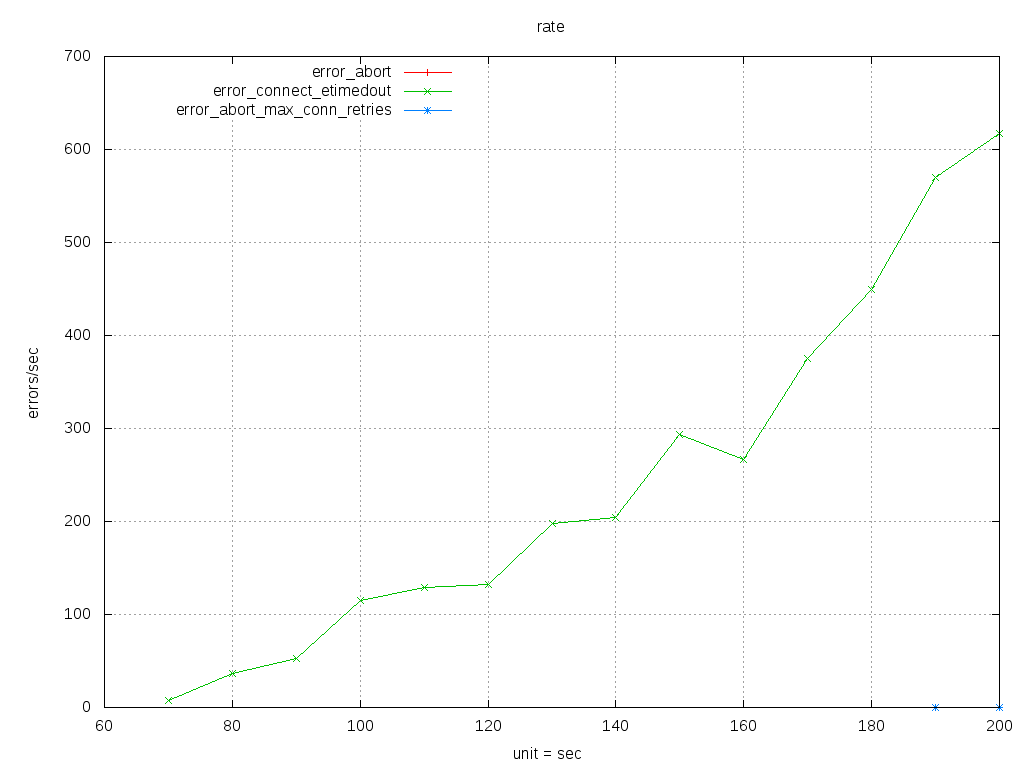 rate
700
600
500
400
300
200
100
0
errors/sec
error_abort
error_connect_etimedout
error_abort_max_conn_retries
60 80 100 120 140 160 180 200
unit = sec